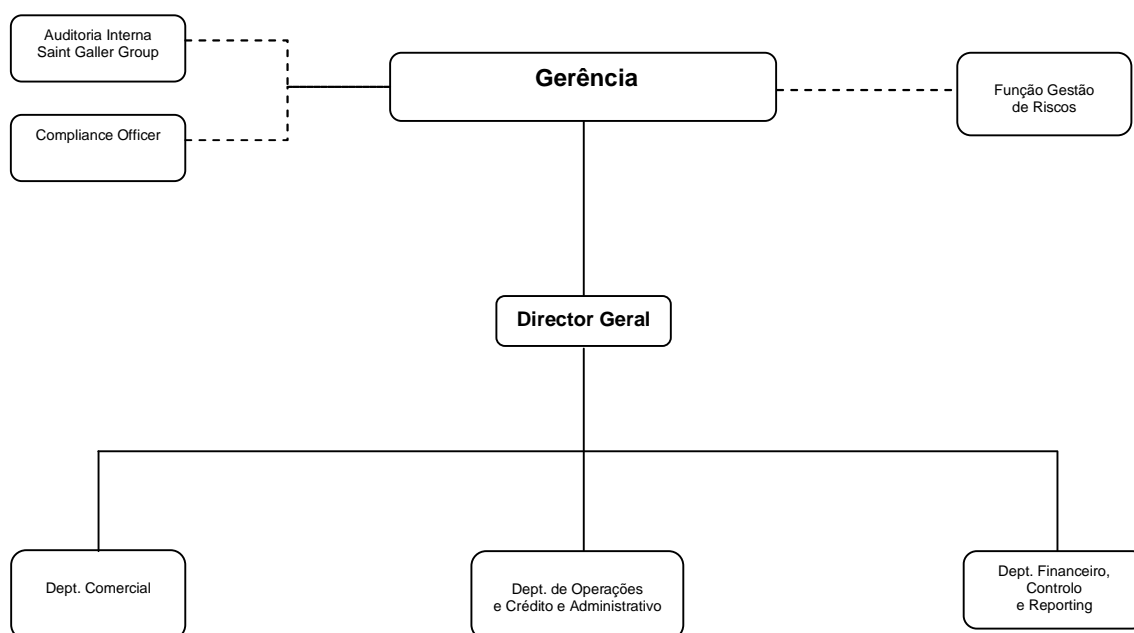 Auditoria Interna
Saint Galler Group
Gerência
Função Gestão
de Riscos
Compliance Officer
Director Geral
Dept. Comercial
Dept. de Operações
e Crédito e Administrativo
Dept. Financeiro,
Controlo
e Reporting